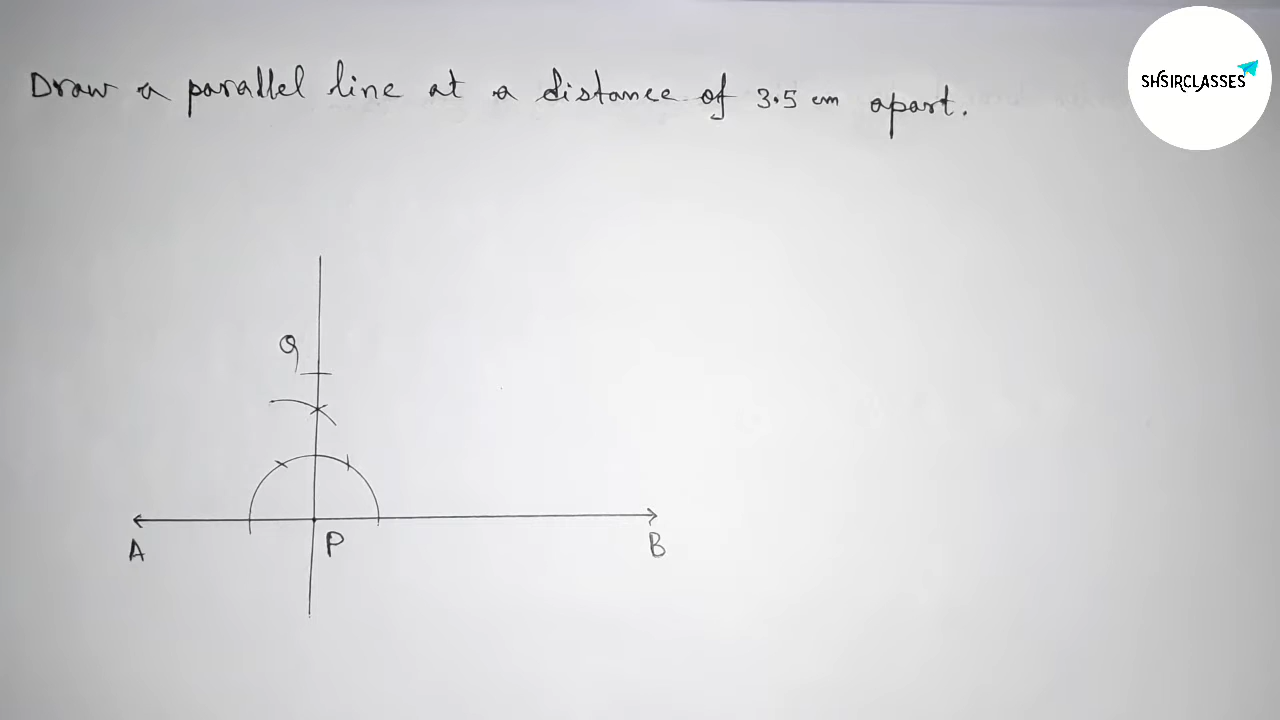 Draw a parallel line at a distance of 3.5 cm apart.
SHSIRCLASSES
Q
A
P
B